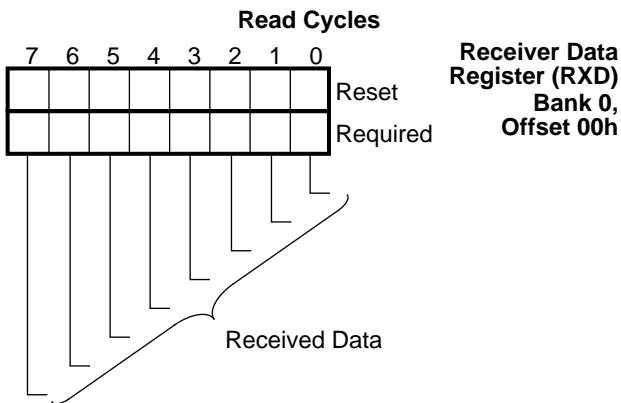 Read Cycles
7 6 5 4 3 2 1 0
Reset
Required
Receiver Data
Register (RXD)
Bank 0,
Offset 00h
Received Data